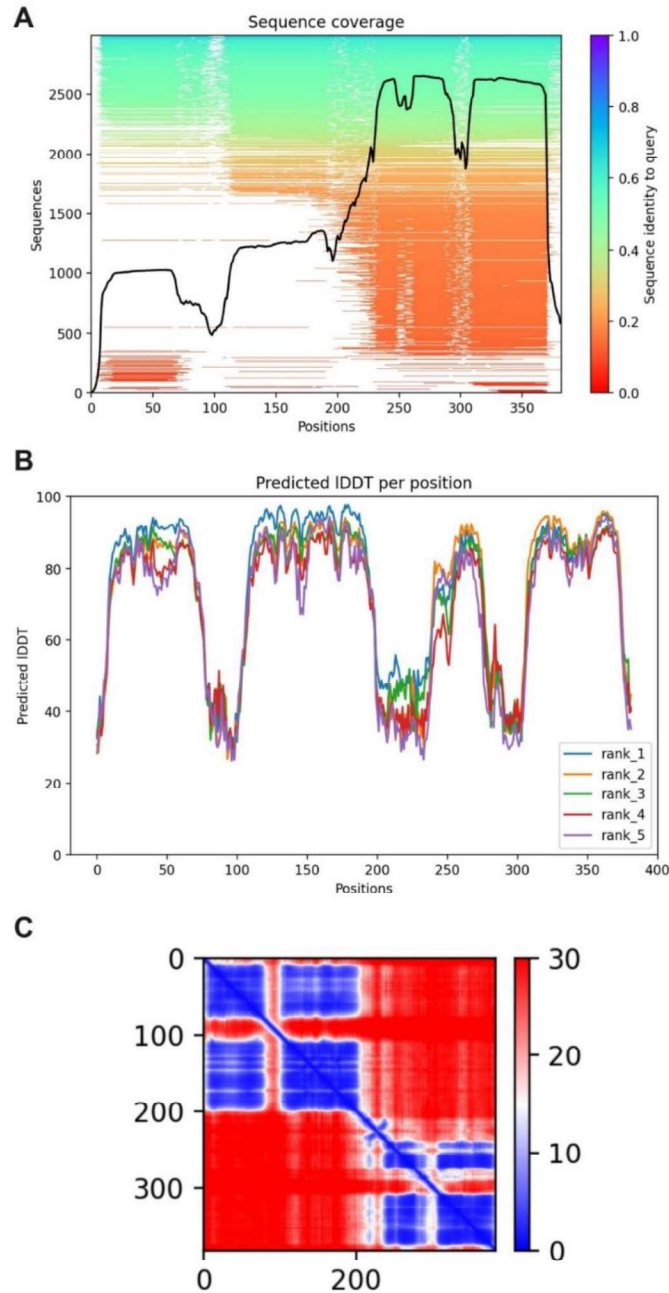 A
Sequence coverage
2500
2000
1500
1000
500
0
Sequences
0 50 100 150 200 250 300 350
Positions
1.0
0.8
0.6
0.4
0.2
0.0
Sequence identity to query
B
Predicted lDDT per position
100
80
60
40
20
0
Predicted lDDT
0 50 100 150 200 250 300 350 400
Positions
rank_1
rank_2
rank_3
rank_4
rank_5
C
0
100
200
300
0 200
30
20
10
0